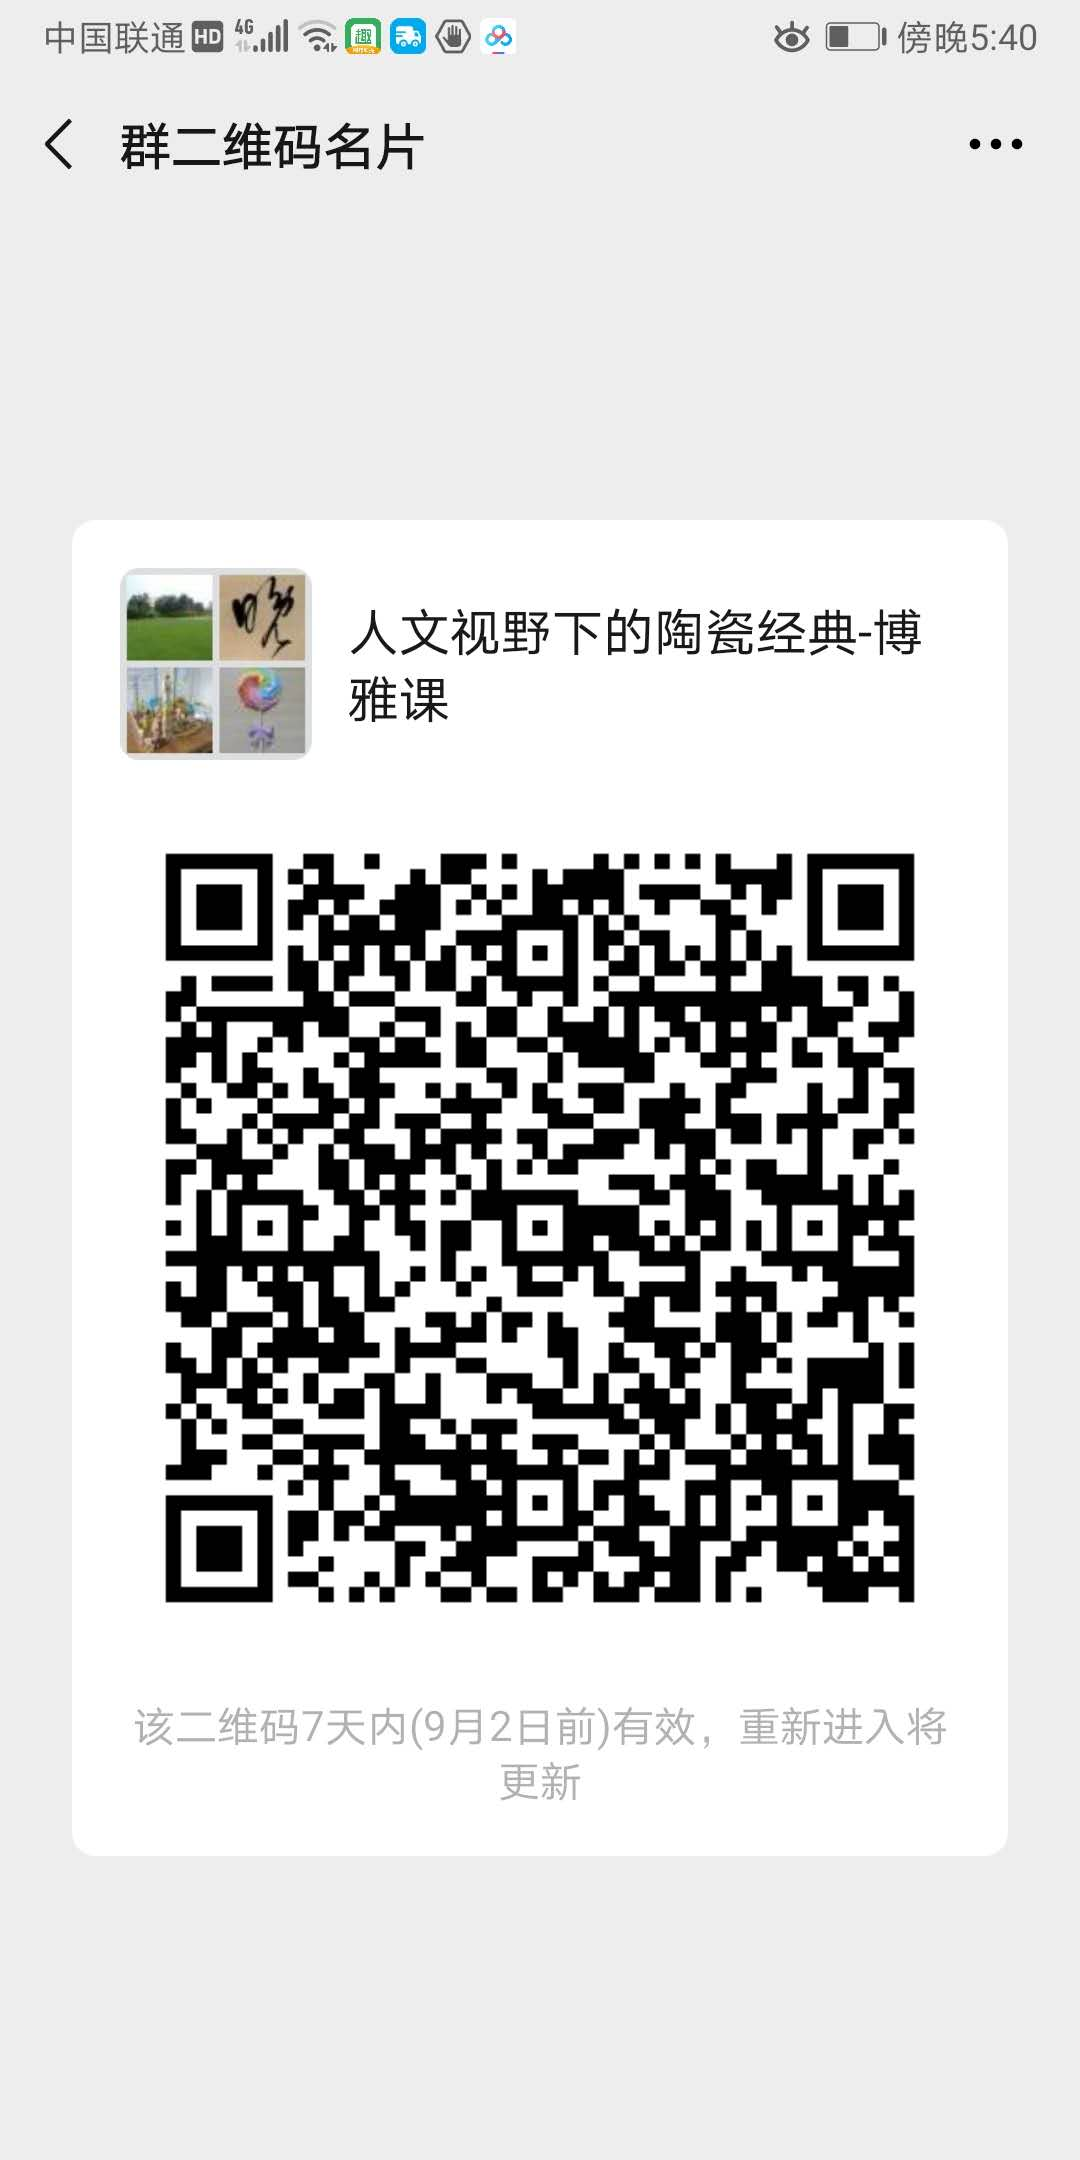 中国联通 HD 4G 趣 傍晚5:40
群二维码名片
晓
人文视野下的陶瓷经典-博
雅课
该二维码7天内(9月2日前)有效，重新进入将
更新